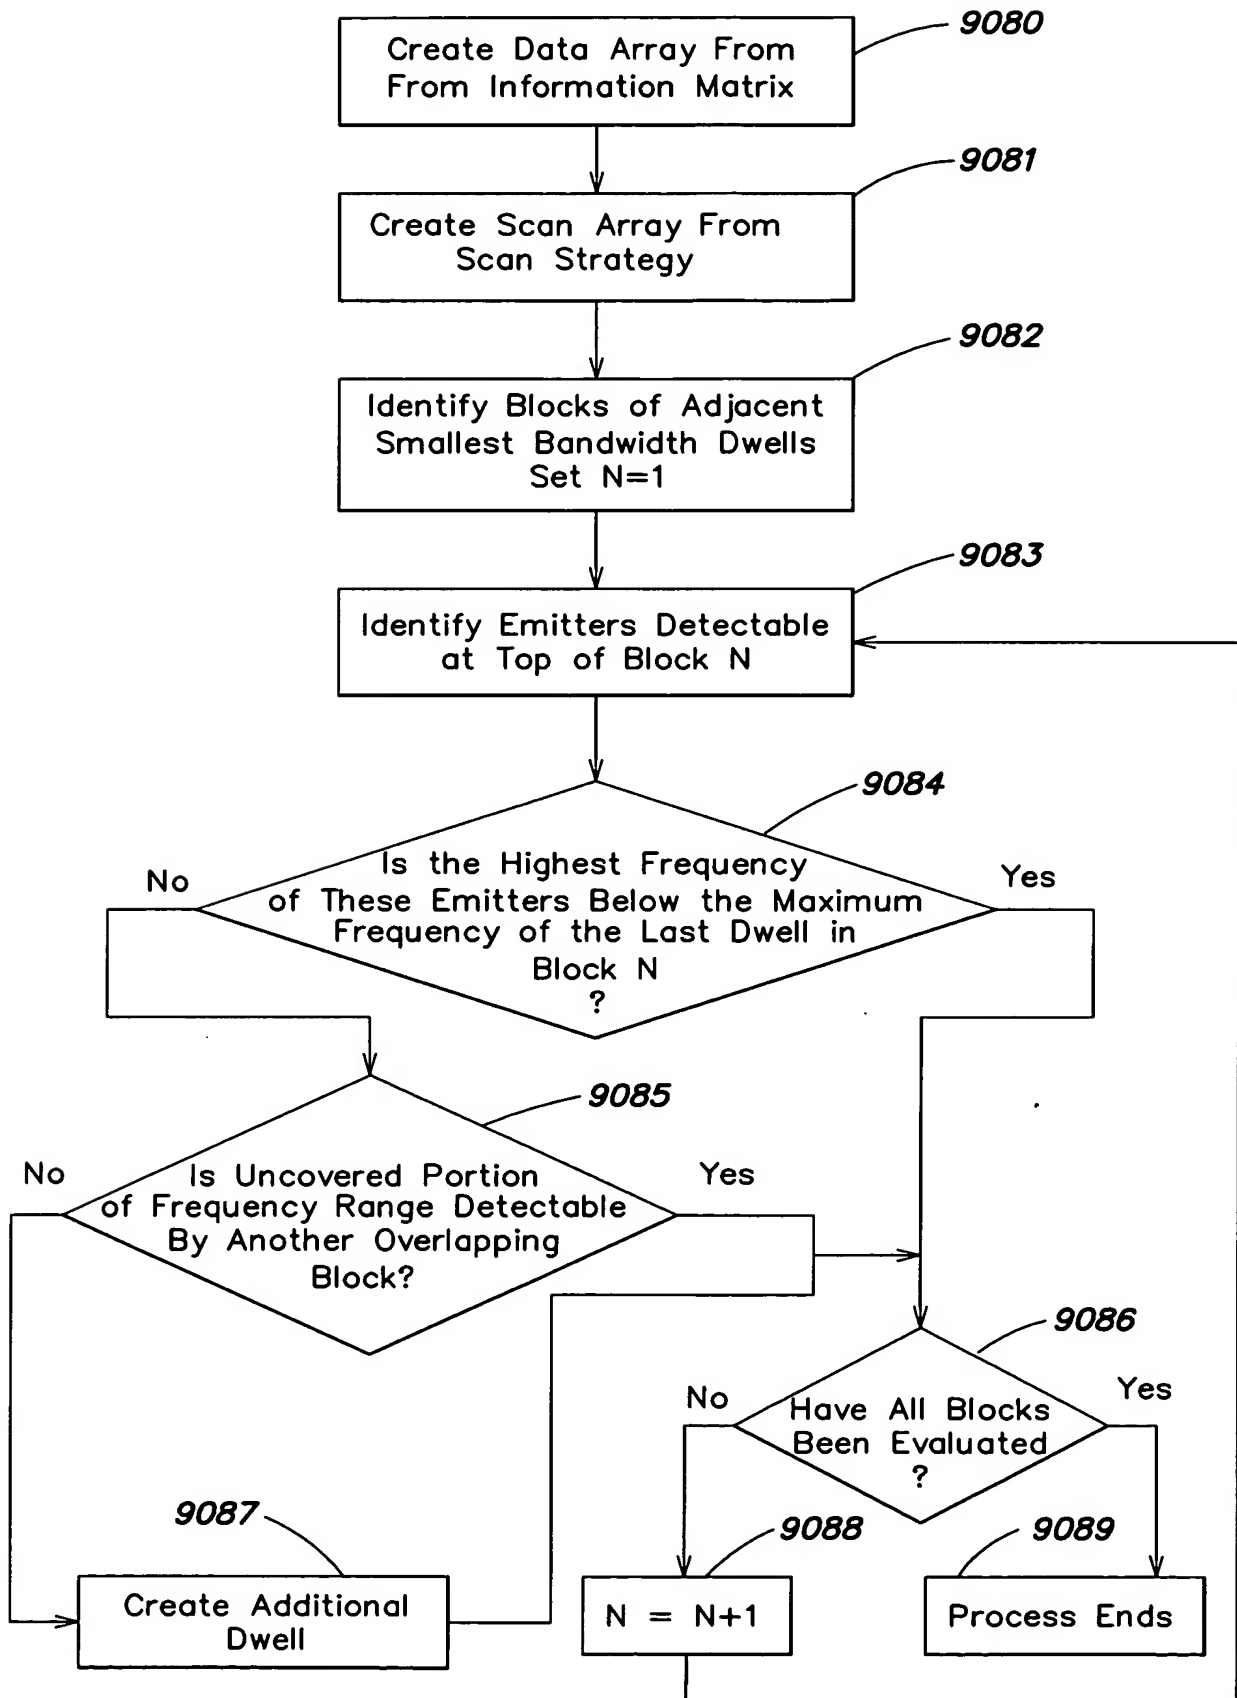 9080
Create Data Array From
From Information Matrix
9081
Create Scan Array From
Scan Strategy
9082
Identify Blocks of Adjacent
Smallest Bandwidth Dwells
Set N=1
9083
Identify Emitters Detectable
at Top of Block N
9084
No
Yes
Is the Highest Frequency
of These Emitters Below the Maximum
Frequency of the Last Dwell in
Block N
?
9085
No
Yes
Is Uncovered Portion
of Frequency Range Detectable
By Another Overlapping
Block?
9086
No
Yes
Have All Blocks
Been Evaluated
?
9087
Create Additional
Dwell
9088
N = N+1
9089
Process Ends